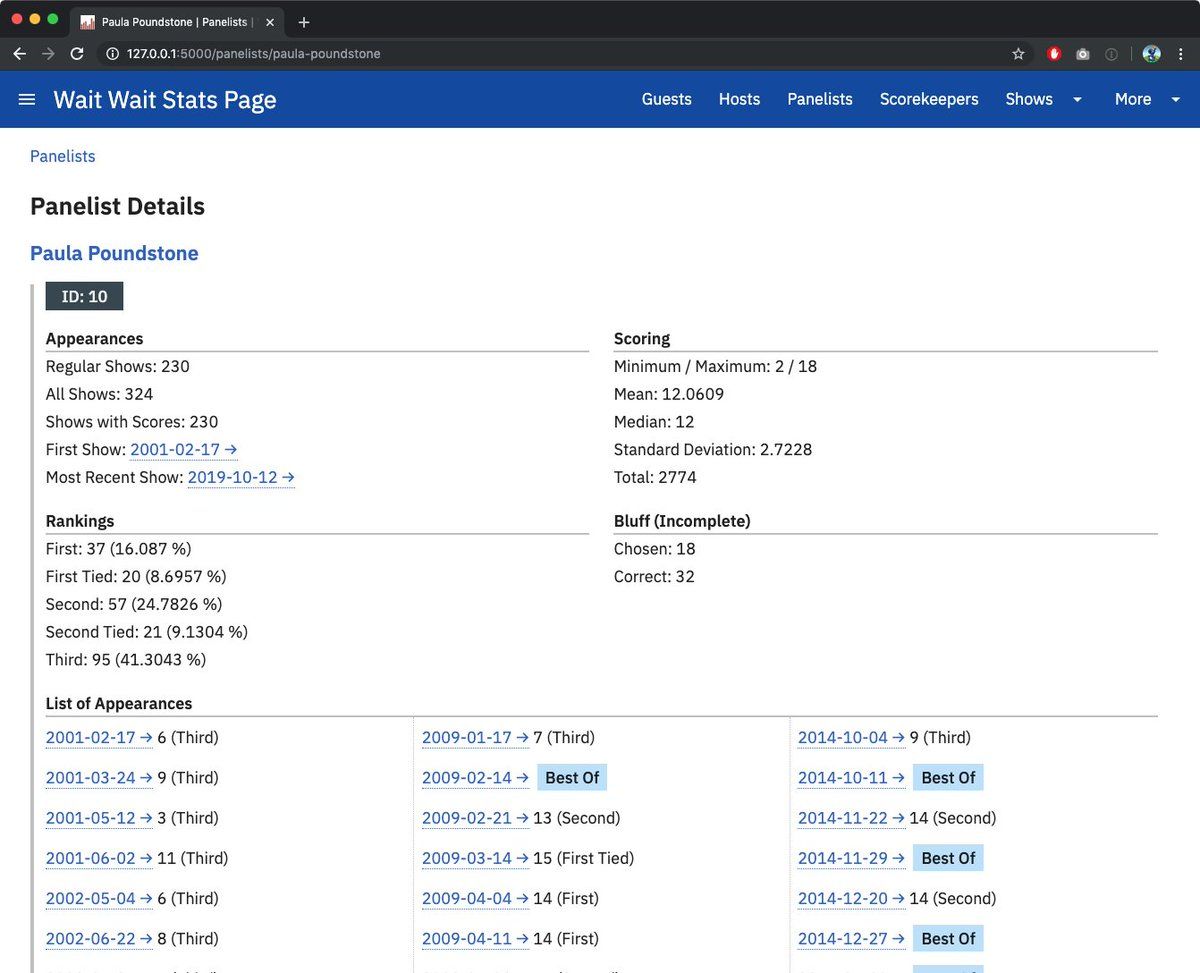 Paula Poundstone | Panelists |
127.0.0.1:5000/panelists/paula-poundstone
Wait Wait Stats Page
Guests Hosts Panelists Scorekeepers Shows More
Panelists
Panelist Details
Paula Poundstone
ID: 10
Appearances
Regular Shows: 230
All Shows: 324
Shows with Scores: 230
First Show: 2001-02-17 →
Most Recent Show: 2019-10-12 →
Scoring
Minimum / Maximum: 2 / 18
Mean: 12.0609
Median: 12
Standard Deviation: 2.7228
Total: 2774
Rankings
First: 37 (16.087 %)
First Tied: 20 (8.6957 %)
Second: 57 (24.7826 %)
Second Tied: 21 (9.1304 %)
Third: 95 (41.3043 %)
Bluff (Incomplete)
Chosen: 18
Correct: 32
List of Appearances
2001-02-17 → 6 (Third)
2001-03-24 → 9 (Third)
2001-05-12 → 3 (Third)
2001-06-02 → 11 (Third)
2002-05-04 → 6 (Third)
2002-06-22 → 8 (Third)
2009-01-17 → 7 (Third)
2009-02-14 → Best Of
2009-02-21 → 13 (Second)
2009-03-14 → 15 (First Tied)
2009-04-04 → 14 (First)
2009-04-11 → 14 (First)
2014-10-04 → 9 (Third)
2014-10-11 → Best Of
2014-11-22 → 14 (Second)
2014-11-29 → Best Of
2014-12-20 → 14 (Second)
2014-12-27 → Best Of